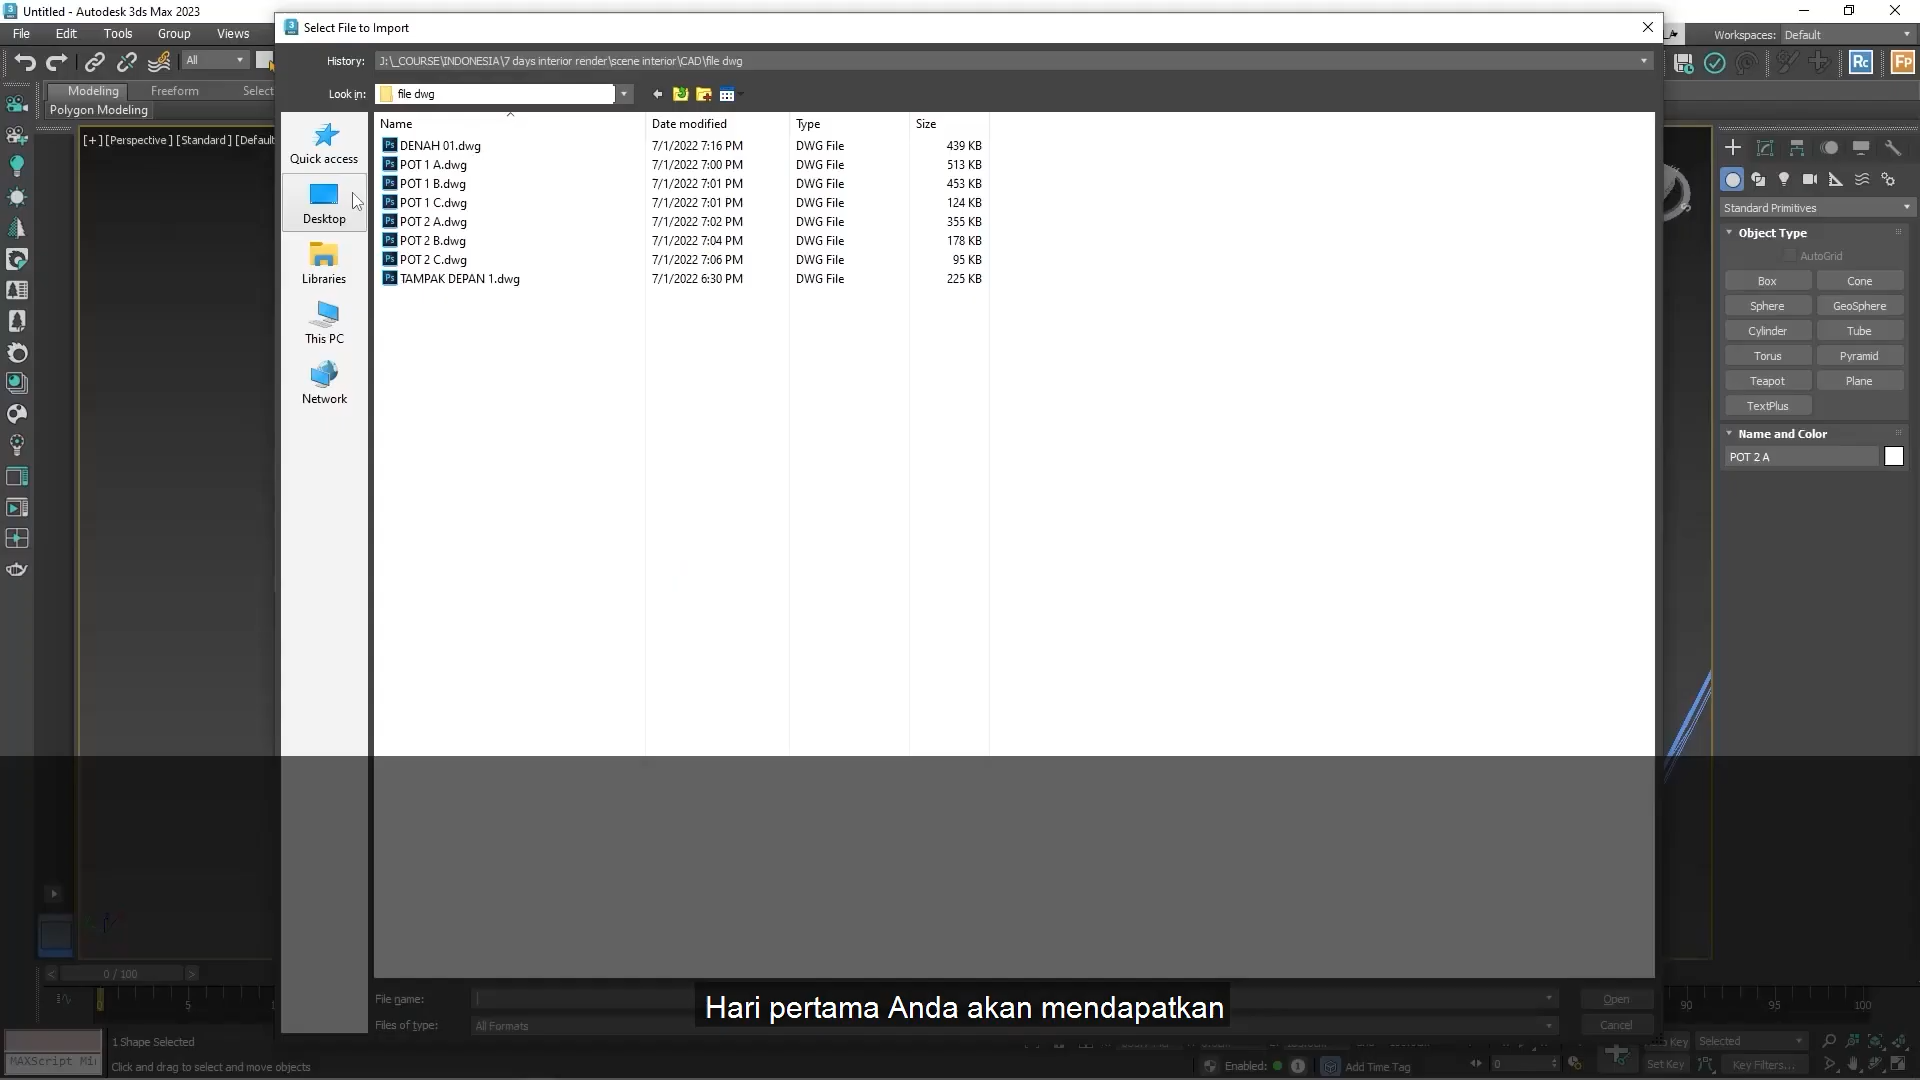 Untitled - Autodesk 3ds Max 2023
Select File to Import
File Edit Tools Group Views
Workspaces: Default
History: J:\_COURSE\INDONESIA\7 days interior render\scene interior\CAD\file dwg
All
Rc
Modeling Freeform Select
Look in: file dwg
Polygon Modeling
[+] [Perspective] [Standard] [Default
Name Date modified Type Size
DENAH 01.dwg 7/1/2022 7:16 PM DWG File 439 KB
POT 1 A.dwg 7/1/2022 7:00 PM DWG File 513 KB
POT 1 B.dwg 7/1/2022 7:01 PM DWG File 453 KB
POT 1 C.dwg 7/1/2022 7:01 PM DWG File 124 KB
POT 2 A.dwg 7/1/2022 7:02 PM DWG File 355 KB
POT 2 B.dwg 7/1/2022 7:04 PM DWG File 178 KB
POT 2 C.dwg 7/1/2022 7:06 PM DWG File 95 KB
TAMPAK DEPAN 1.dwg 7/1/2022 6:30 PM DWG File 225 KB
Quick access
Desktop
Libraries
This PC
Network
Standard Primitives
Object Type
AutoGrid
Box Cone
Sphere GeoSphere
Cylinder Tube
Torus Pyramid
Teapot Plane
TextPlus
Name and Color
POT 2 A
0 / 100
5
90 95 100
File name:
Open
Hari pertama Anda akan mendapatkan
Files of type: All Formats
Cancel
1 Shape Selected
Selected
MAXScript Mi
Click and drag to select and move objects
Enabled:
Add Time Tag
0
Set Key
Key Filters...